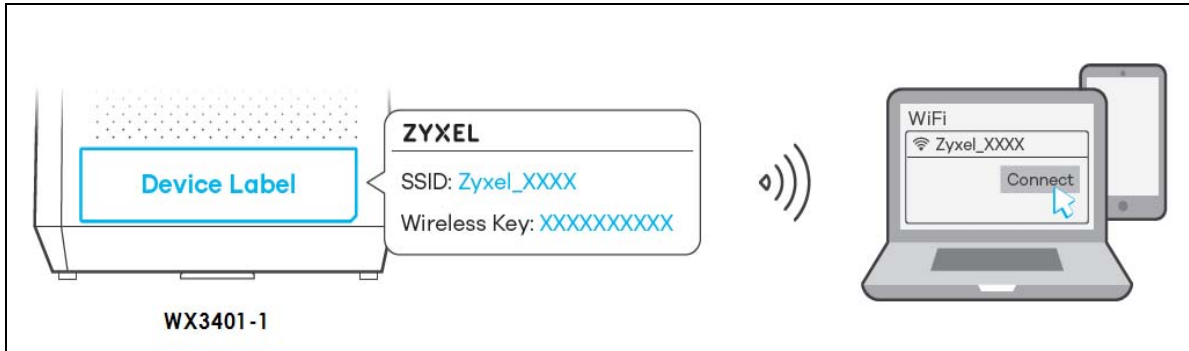 Device Label
ZYXEL
SSID: Zyxel_XXXX
Wireless Key: XXXXXXXXXX
WiFi
Zyxel_XXXX
Connect
WX3401-1